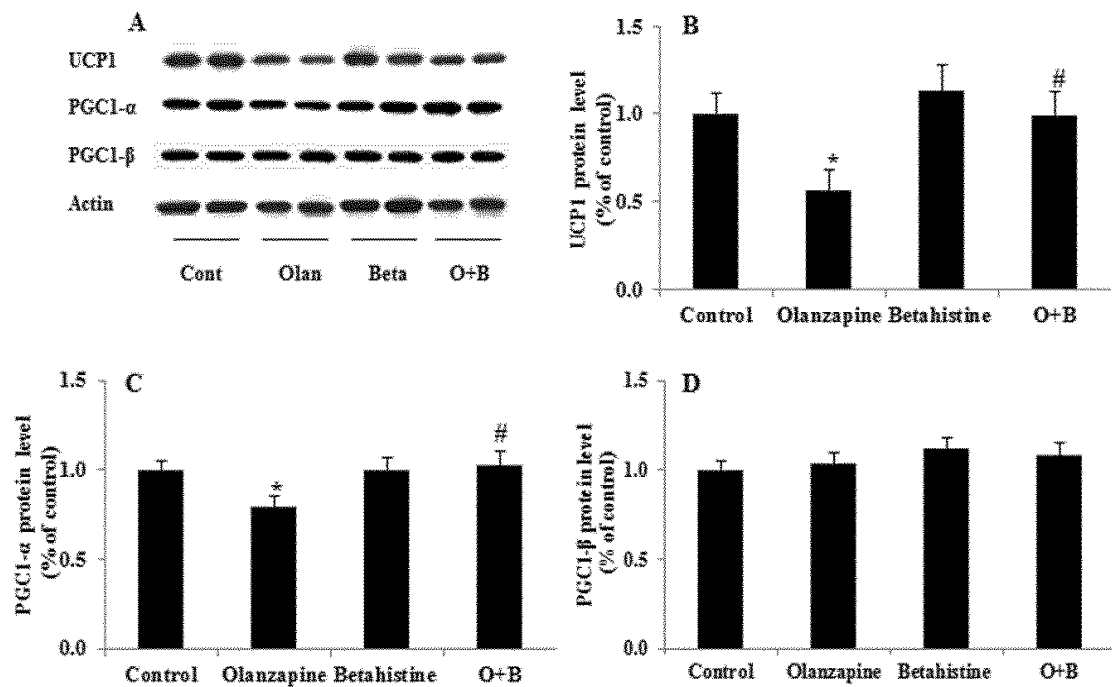 A
UCP1
PGC1-α
PGC1-β
Actin
Cont Olan Beta O+B
B
UCP1 protein level
(% of control)
1.5
1.0
0.5
0.0
*
#
Control Olanzapine Betahistine O+B
C
PGC1-α protein level
(% of control)
1.5
1.0
0.5
0.0
*
#
Control Olanzapine Betahistine O+B
D
PGC1-β protein level
(% of control)
1.5
1.0
0.5
0.0
Control Olanzapine Betahistine O+B